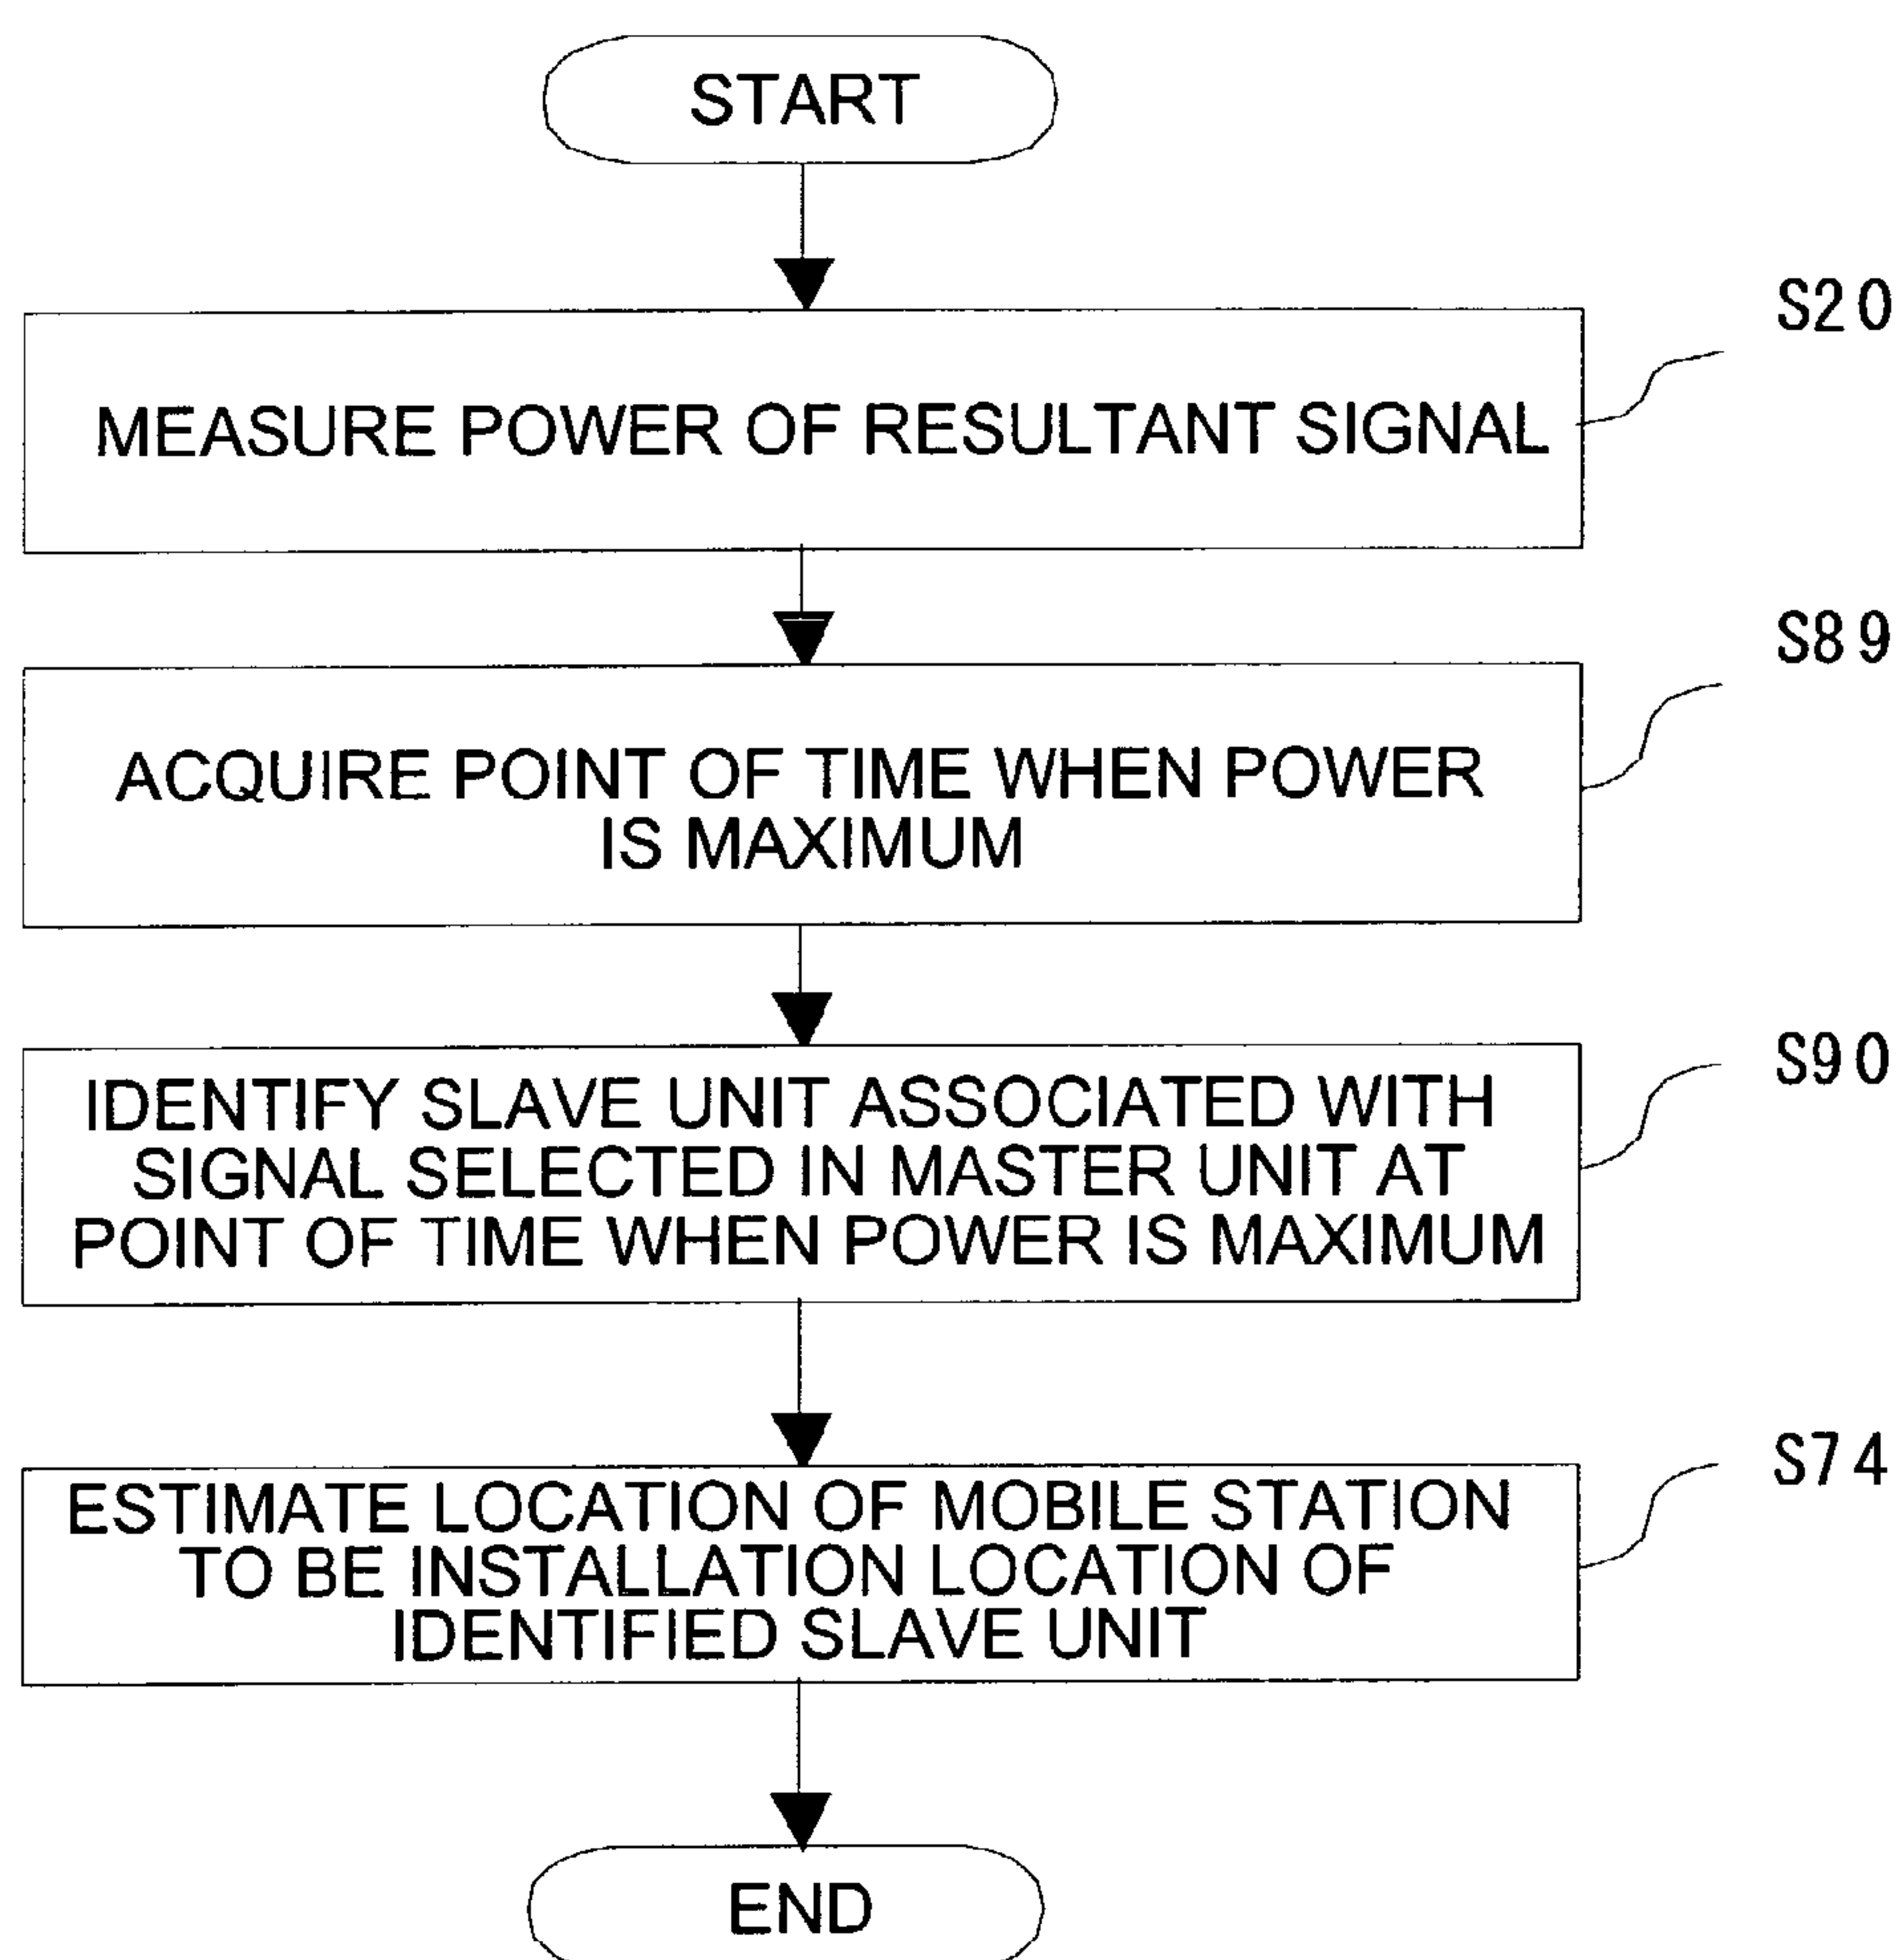 START
S20
MEASURE POWER OF RESULTANT SIGNAL
S89
ACQUIRE POINT OF TIME WHEN POWER
IS MAXIMUM
S90
IDENTIFY SLAVE UNIT ASSOCIATED WITH
SIGNAL SELECTED IN MASTER UNIT AT
POINT OF TIME WHEN POWER IS MAXIMUM
S74
ESTIMATE LOCATION OF MOBILE STATION
TO BE INSTALLATION LOCATION OF
IDENTIFIED SLAVE UNIT
END